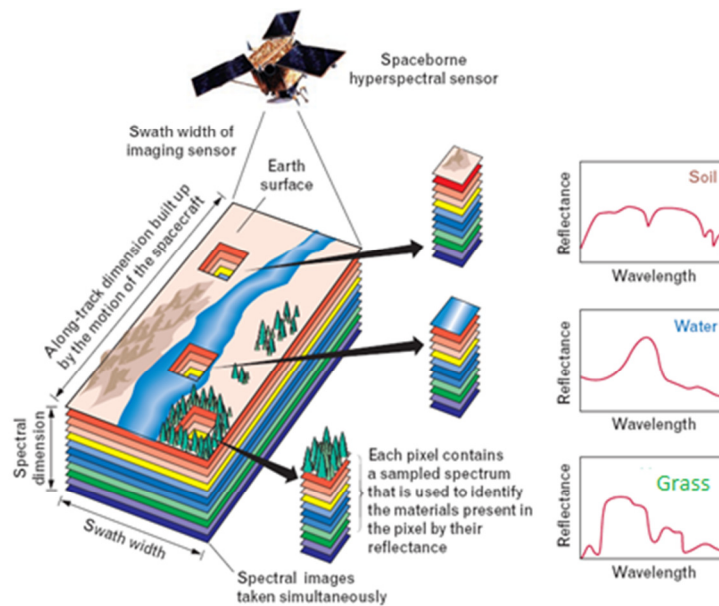 Spaceborne
hyperspectral sensor
Swath width of
imaging sensor
Earth
surface
Along-track dimension built up
by the motion of the spacecraft
Spectral
dimension
Swath width
Spectral images
taken simultaneously
Each pixel contains
a sampled spectrum
that is used to identify
the materials present in
the pixel by their
reflectance
Soil
Reflectance
Wavelength
Water
Reflectance
Wavelength
Grass
Reflectance
Wavelength